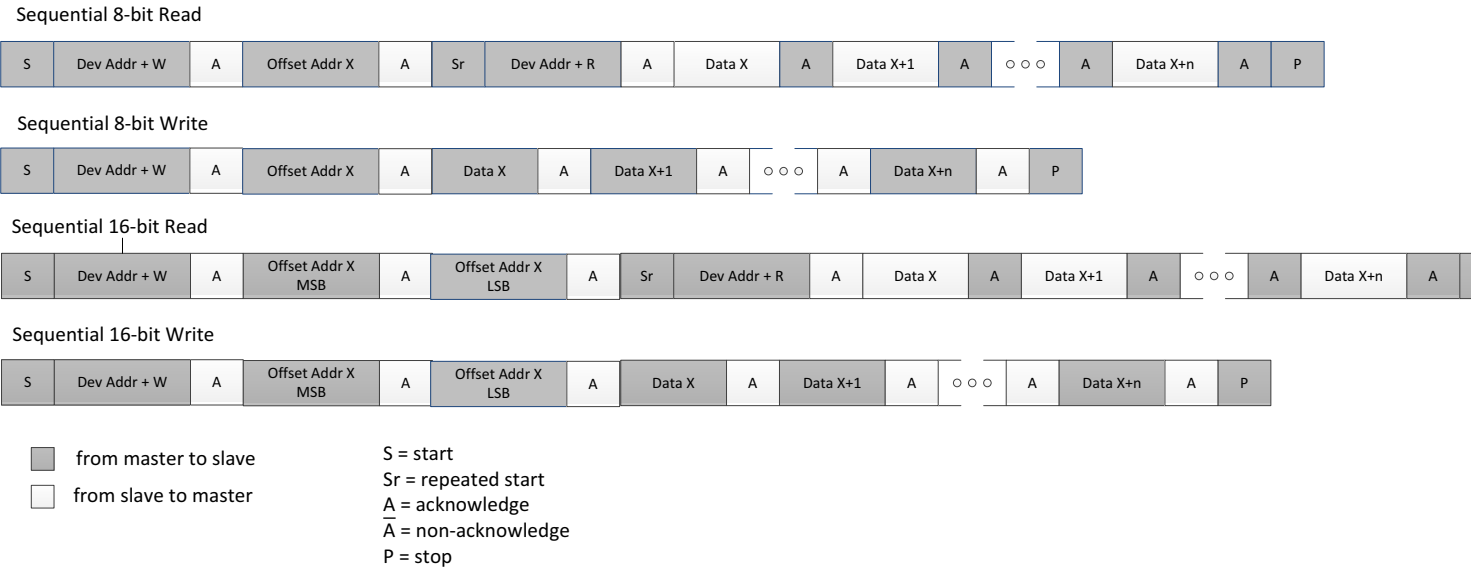 Sequential 8-bit Read
S Dev Addr + W A Offset Addr X A Sr Dev Addr + R A Data X A Data X+1 A ○ ○ ○ A Data X+n A P
Sequential 8-bit Write
S Dev Addr + W A Offset Addr X A Data X A Data X+1 A ○ ○ ○ A Data X+n A P
Sequential 16-bit Read
S Dev Addr + W A Offset Addr X MSB A Offset Addr X LSB A Sr Dev Addr + R A Data X A Data X+1 A ○ ○ ○ A Data X+n A
Sequential 16-bit Write
S Dev Addr + W A Offset Addr X MSB A Offset Addr X LSB A Data X A Data X+1 A ○ ○ ○ A Data X+n A P
from master to slave
from slave to master
S = start
Sr = repeated start
A = acknowledge
A̅ = non-acknowledge
P = stop